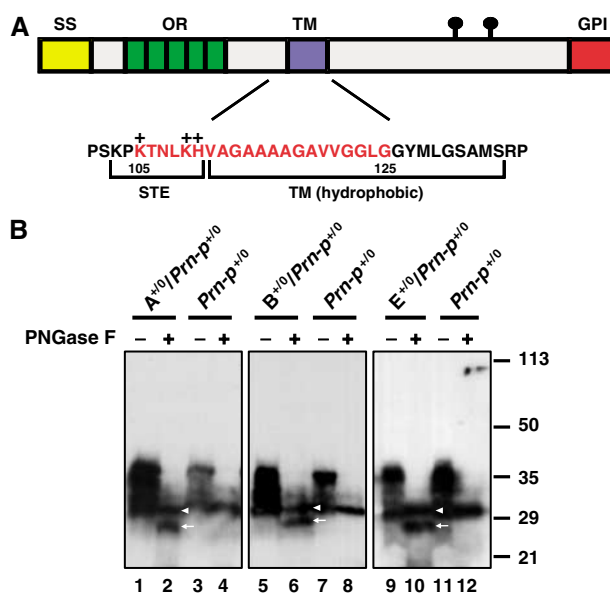 A
SS OR TM GPI
+ ++
PSKPKTNLKHVAGAAAAGAVVGGLGGYMLGSAMSRP
105 125
STE TM (hydrophobic)
B
A+/0/Prn-p+/0 Prn-p+/0 B+/0/Prn-p+/0 Prn-p+/0 E+/0/Prn-p+/0 Prn-p+/0
PNGase F – + – + – + – + – + – +
113
50
35
29
21
1 2 3 4 5 6 7 8 9 10 11 12